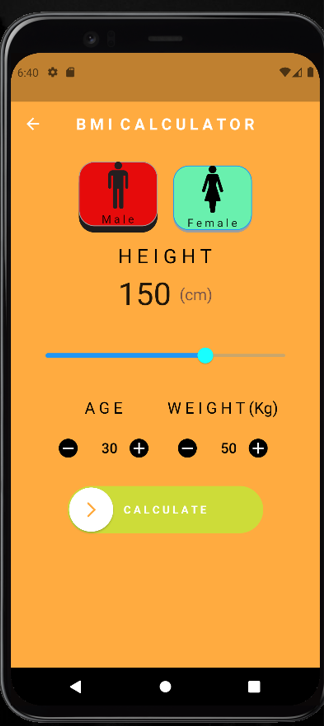 6:40
BMI CALCULATOR
Male
Female
HEIGHT
150 (cm)
AGE WEIGHT(Kg)
30 50
CALCULATE